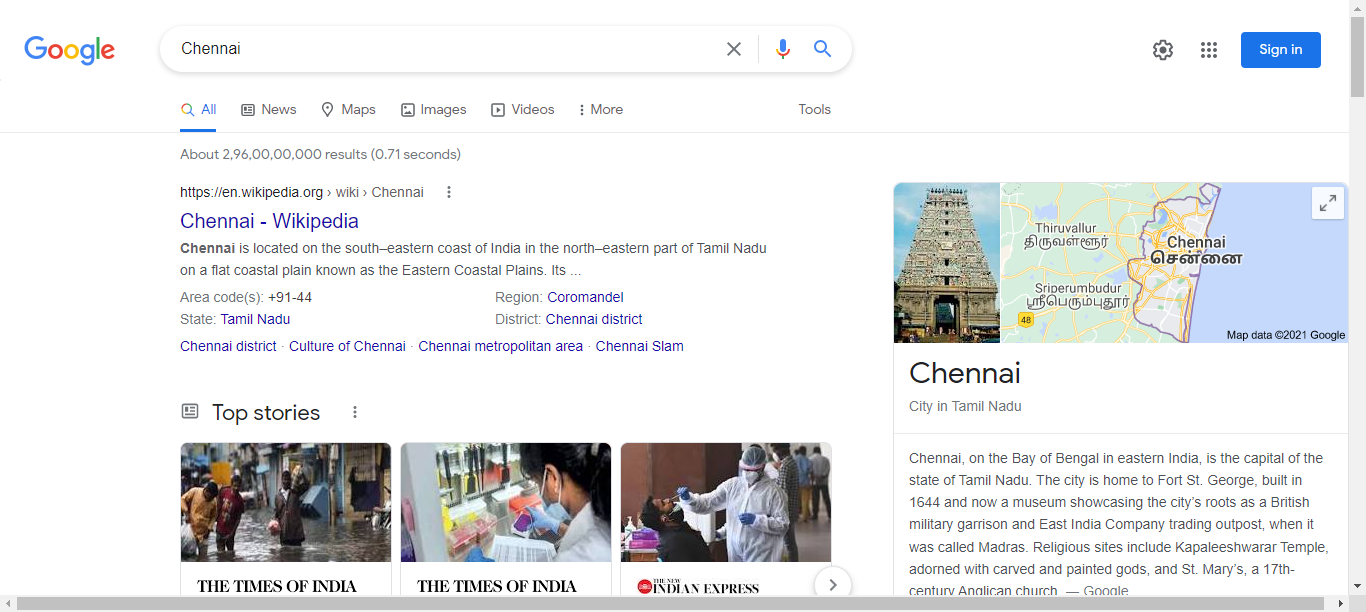 Google
Chennai
Sign in
All
News
Maps
Images
Videos
More
Tools
About 2,96,00,00,000 results (0.71 seconds)
https://en.wikipedia.org › wiki › Chennai
Chennai - Wikipedia
Chennai is located on the south–eastern coast of India in the north–eastern part of Tamil Nadu
on a flat coastal plain known as the Eastern Coastal Plains. Its ...
Area code(s): +91-44
Region: Coromandel
State: Tamil Nadu
District: Chennai district
Chennai district · Culture of Chennai · Chennai metropolitan area · Chennai Slam
Top stories
THE TIMES OF INDIA
THE TIMES OF INDIA
THE NEW
INDIAN EXPRESS
Thiruvallur
திருவள்ளூர்
Chennai
சென்னை
Sriperumbudur
ஸ்ரீபெரும்புதூர்
48
Map data ©2021 Google
Chennai
City in Tamil Nadu
Chennai, on the Bay of Bengal in eastern India, is the capital of the
state of Tamil Nadu. The city is home to Fort St. George, built in
1644 and now a museum showcasing the city’s roots as a British
military garrison and East India Company trading outpost, when it
was called Madras. Religious sites include Kapaleeshwarar Temple,
adorned with carved and painted gods, and St. Mary’s, a 17th-
century Anglican church. — Google